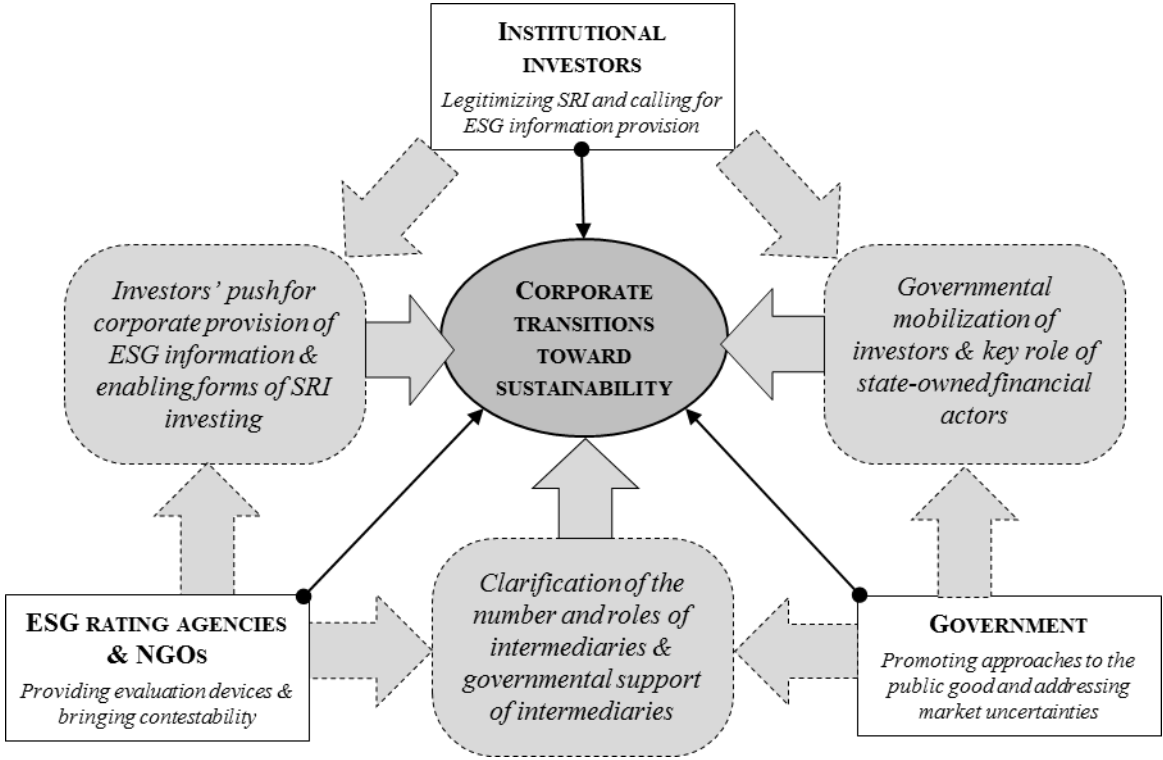 INSTITUTIONAL
INVESTORS
Legitimizing SRI and calling for
ESG information provision
Investors’ push for
corporate provision of
ESG information &
enabling forms of SRI
investing
CORPORATE
TRANSITIONS
TOWARD
SUSTAINABILITY
Governmental
mobilization of
investors & key role of
state-owned financial
actors
ESG RATING AGENCIES
& NGOS
Providing evaluation devices &
bringing contestability
Clarification of the
number and roles of
intermediaries &
governmental support
of intermediaries
GOVERNMENT
Promoting approaches to the
public good and addressing
market uncertainties